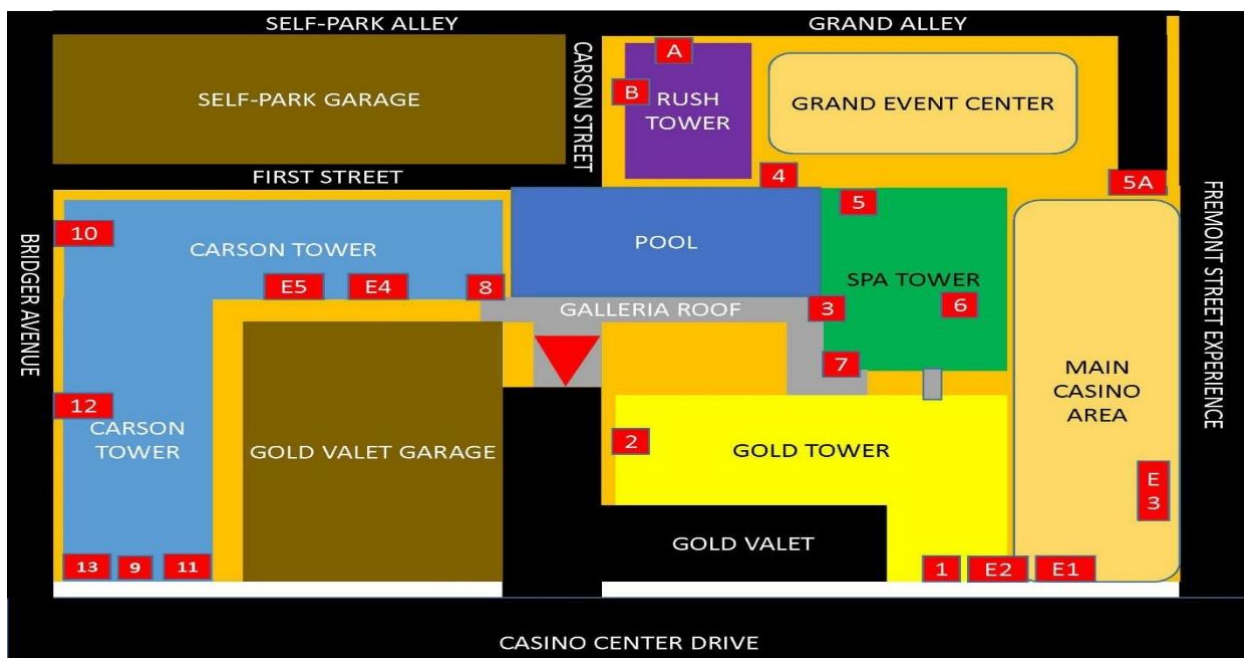 SELF-PARK ALLEY
GRAND ALLEY
CARSON STREET
A
B
RUSH
TOWER
GRAND EVENT CENTER
SELF-PARK GARAGE
FIRST STREET
4
5A
5
10
CARSON TOWER
POOL
BRIDGER AVENUE
FREMONT STREET EXPERIENCE
E5
E4
8
GALLERIA ROOF
3
SPA TOWER
6
7
MAIN
CASINO
AREA
12
CARSON
TOWER
GOLD VALET GARAGE
2
GOLD TOWER
E
3
GOLD VALET
13
9
11
1
E2
E1
CASINO CENTER DRIVE